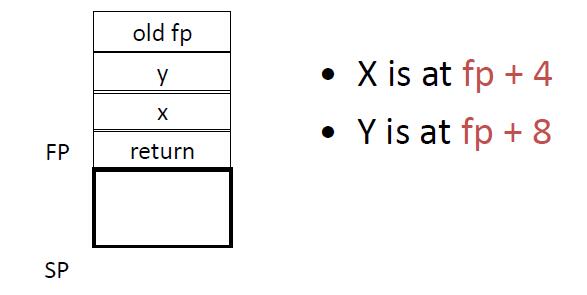 old fp
y
x
FP return
SP
• X is at fp + 4
• Y is at fp + 8